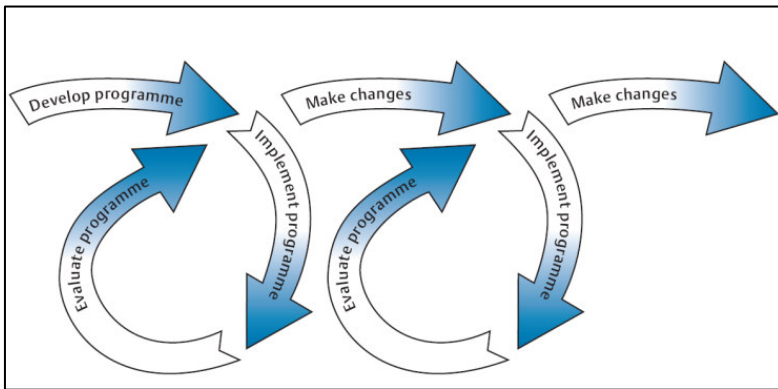 Develop programme
Implement programme
Evaluate programme
Make changes
Implement programme
Evaluate programme
Make changes